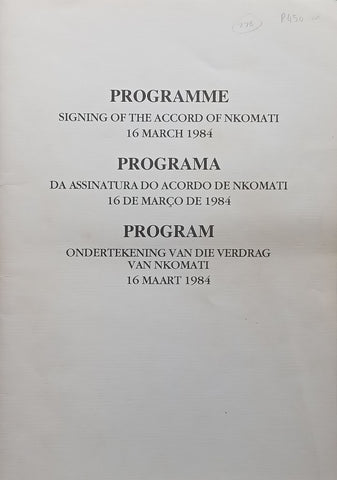 R450
PROGRAMME
SIGNING OF THE ACCORD OF NKOMATI
16 MARCH 1984
PROGRAMA
DA ASSINATURA DO ACORDO DE NKOMATI
16 DE MARÇO DE 1984
PROGRAM
ONDERTEKENING VAN DIE VERDRAG
VAN NKOMATI
16 MAART 1984